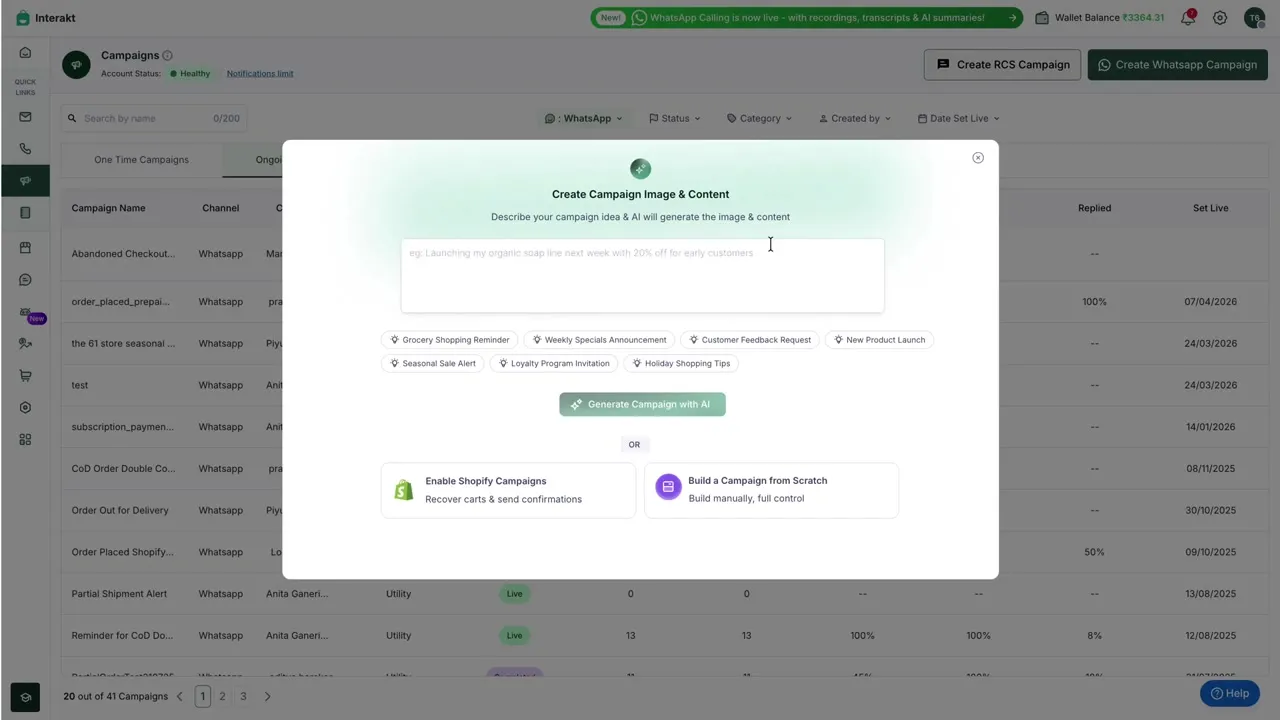 Interakt
New!
WhatsApp Calling is now live - with recordings, transcripts & AI summaries!
Wallet Balance ₹3364.31
Campaigns
Account Status: Healthy
Notifications limit
Create RCS Campaign
Create Whatsapp Campaign
QUICK
LINKS
Search by name
0/200
: WhatsApp
Status
Category
Created by
Date Set Live
One Time Campaigns
Campaign Name
Channel
Replied
Set Live
Create Campaign Image & Content
Describe your campaign idea & AI will generate the image & content
eg: Launching my organic soap line next week with 20% off for early customers
Grocery Shopping Reminder
Weekly Specials Announcement
Customer Feedback Request
New Product Launch
Seasonal Sale Alert
Loyalty Program Invitation
Holiday Shopping Tips
Generate Campaign with AI
OR
Enable Shopify Campaigns
Recover carts & send confirmations
Build a Campaign from Scratch
Build manually, full control
Abandoned Checkout...
Whatsapp
--
order_placed_prepai...
Whatsapp
100%
07/04/2026
New
the 61 store seasonal ...
Whatsapp
--
24/03/2026
test
Whatsapp
--
24/03/2026
subscription_paymen...
Whatsapp
--
14/01/2026
CoD Order Double Co...
Whatsapp
--
08/11/2025
Order Out for Delivery
Whatsapp
--
30/10/2025
Order Placed Shopify...
Whatsapp
50%
09/10/2025
Partial Shipment Alert
Whatsapp
Anita Ganeri...
Utility
Live
0
0
--
--
--
13/08/2025
Reminder for CoD Do...
Whatsapp
Anita Ganeri...
Utility
Live
13
13
100%
100%
8%
12/08/2025
20 out of 41 Campaigns
1
2
3
Help